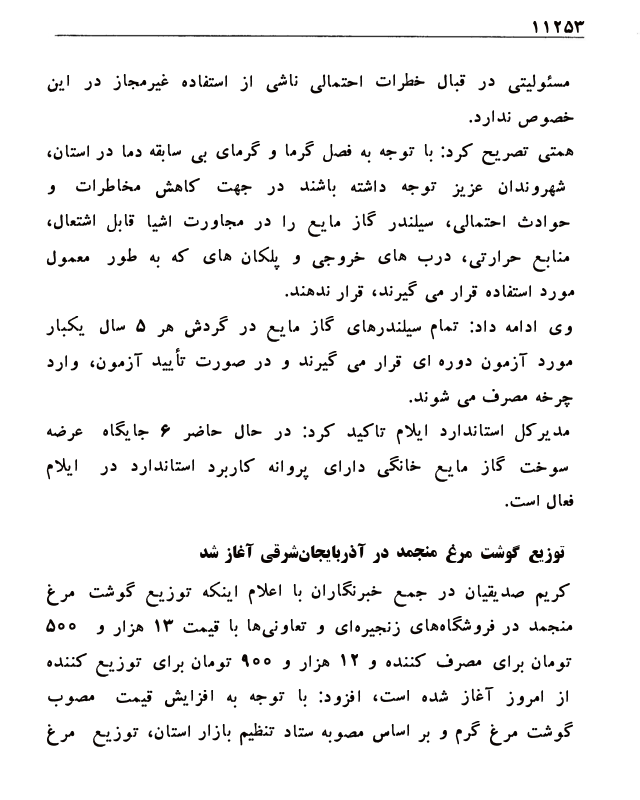 ۱۱۲۵۳
مسئولیتی در قبال خطرات احتمالی ناشی از استفاده غیرمجاز در این
خصوص ندارد.
همتی تصریح کرد: با توجه به فصل گرما و گرمای بی سابقه دما در استان،
شهروندان عزیز توجه داشته باشند در جهت کاهش مخاطرات و
حوادث احتمالی، سیلندر گاز مایع را در مجاورت اشیا قابل اشتعال،
منابع حرارتی، درب های خروجی و پلکان های که به طور معمول
مورد استفاده قرار می گیرند، قرار ندهند.
وی ادامه داد: تمام سیلندرهای گاز مایع در گردش هر ۵ سال یکبار
مورد آزمون دوره ای قرار می گیرند و در صورت تأیید آزمون، وارد
چرخه مصرف می شوند.
مدیرکل استاندارد ایلام تاکید کرد: در حال حاضر ۶ جایگاه عرضه
سوخت گاز مایع خانگی دارای پروانه کاربرد استاندارد در ایلام
فعال است.
توزیع گوشت مرغ منجمد در آذربایجان‌شرقی آغاز شد
کریم صدیقیان در جمع خبرنگاران با اعلام اینکه توزیع گوشت مرغ
منجمد در فروشگاه‌های زنجیره‌ای و تعاونی‌ها با قیمت ۱۳ هزار و ۵۰۰
تومان برای مصرف کننده و ۱۲ هزار و ۹۰۰ تومان برای توزیع کننده
از امروز آغاز شده است، افزود: با توجه به افزایش قیمت مصوب
گوشت مرغ گرم و بر اساس مصوبه ستاد تنظیم بازار استان، توزیع مرغ